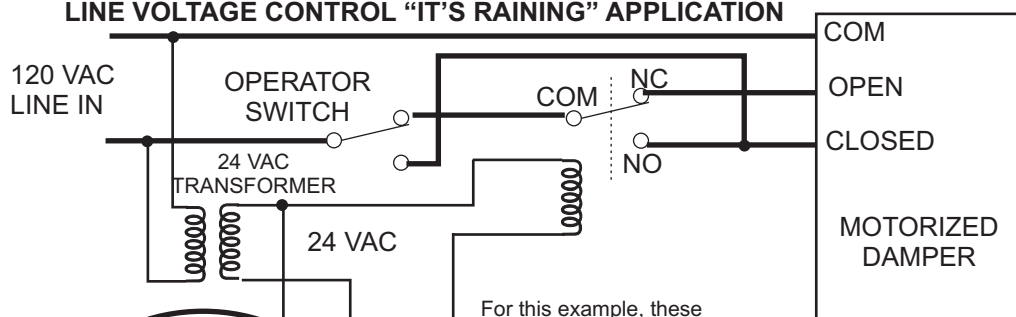 LINE VOLTAGE CONTROL “IT’S RAINING” APPLICATION
COM
120 VAC
LINE IN
OPERATOR
SWITCH
COM
NC
OPEN
CLOSED
NO
24 VAC
TRANSFORMER
24 VAC
MOTORIZED
DAMPER
For this example, these